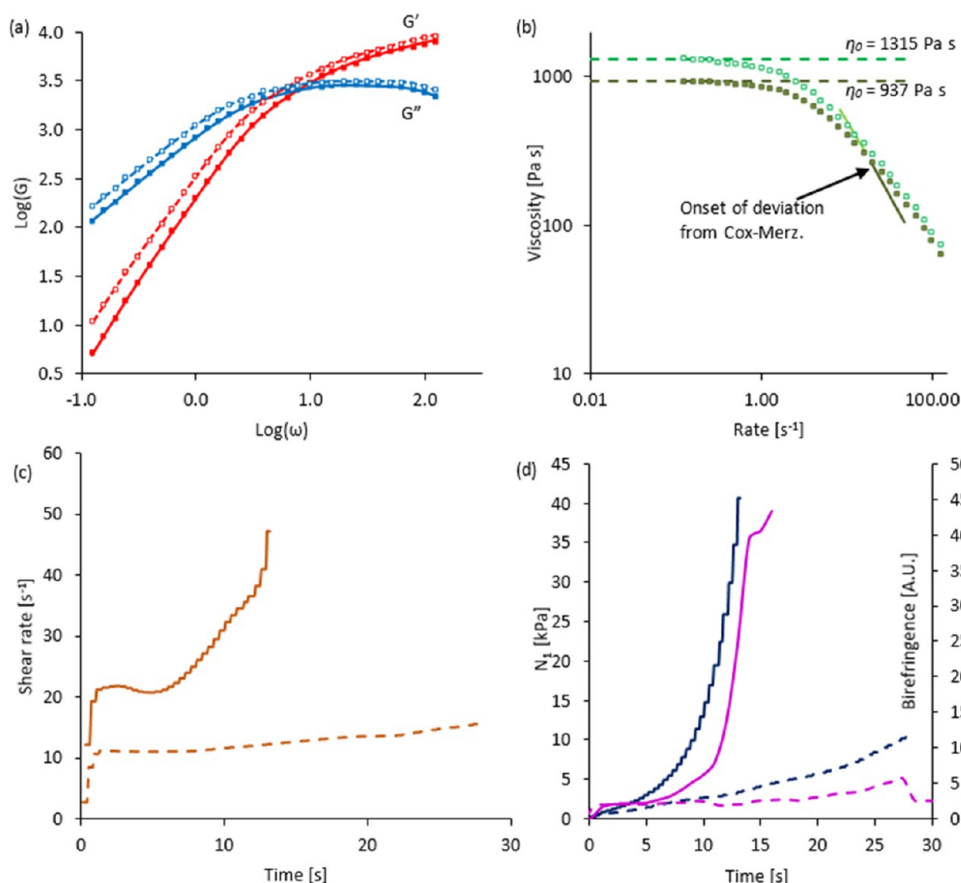 (a)
4.0
3.5
3.0
2.5
2.0
1.5
1.0
0.5
Log(G)
G’
G”
-1.0
0.0
1.0
2.0
Log(ω)
(b)
1000
100
10
Viscosity [Pa s]
η₀ = 1315 Pa s
η₀ = 937 Pa s
Onset of deviation
from Cox-Merz.
0.01
1.00
100.00
Rate [s⁻¹]
(c)
60
50
40
30
20
10
0
Shear rate [s⁻¹]
0
10
20
30
Time [s]
(d)
45
40
35
30
25
20
15
10
5
0
N₁ [kPa]
0
5
10
15
20
25
30
Time [s]
Birefringence [A.U.]